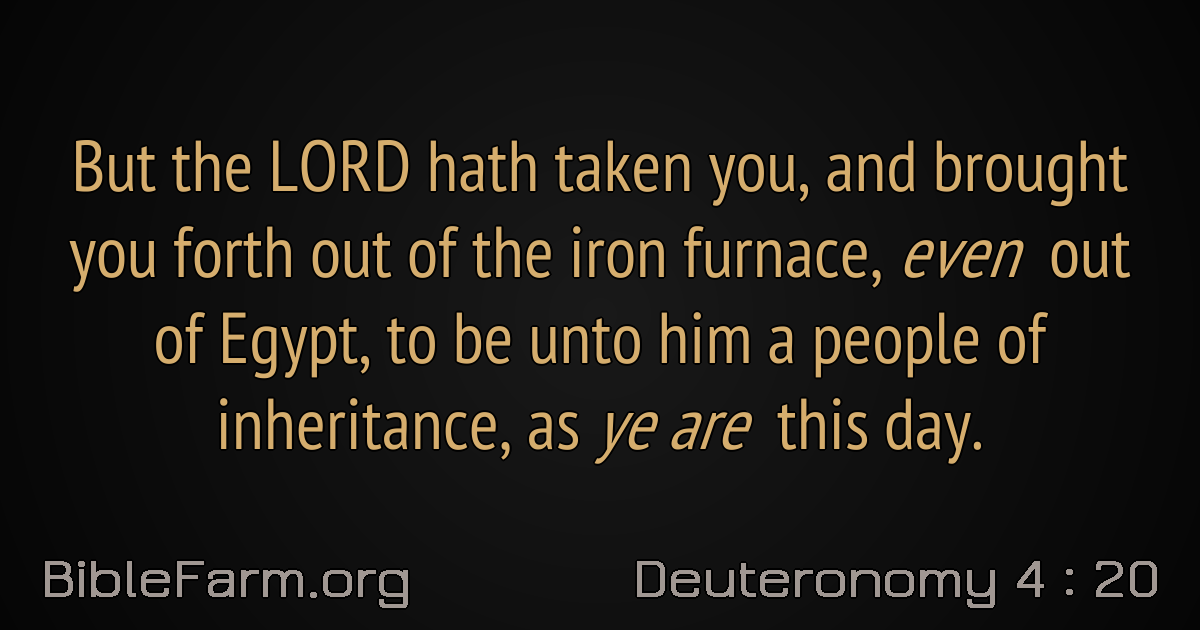 But the LORD hath taken you, and brought
you forth out of the iron furnace, even out
of Egypt, to be unto him a people of
inheritance, as ye are this day.
BibleFarm.org
Deuteronomy 4 : 20